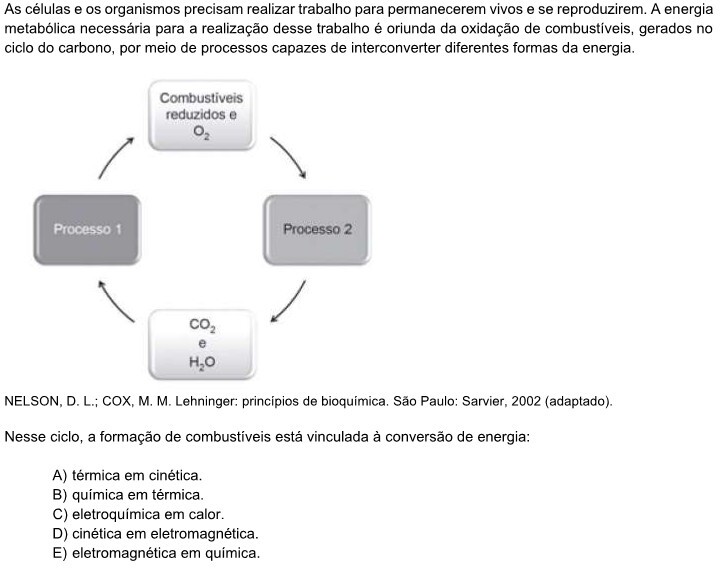 As células e os organismos precisam realizar trabalho para permanecerem vivos e se reproduzirem. A energia
metabólica necessária para a realização desse trabalho é oriunda da oxidação de combustíveis, gerados no
ciclo do carbono, por meio de processos capazes de interconverter diferentes formas da energia.
Combustíveis
reduzidos e
O₂
Processo 1
Processo 2
CO₂
e
H₂O
NELSON, D. L.; COX, M. M. Lehninger: princípios de bioquímica. São Paulo: Sarvier, 2002 (adaptado).
Nesse ciclo, a formação de combustíveis está vinculada à conversão de energia:
A) térmica em cinética.
B) química em térmica.
C) eletroquímica em calor.
D) cinética em eletromagnética.
E) eletromagnética em química.